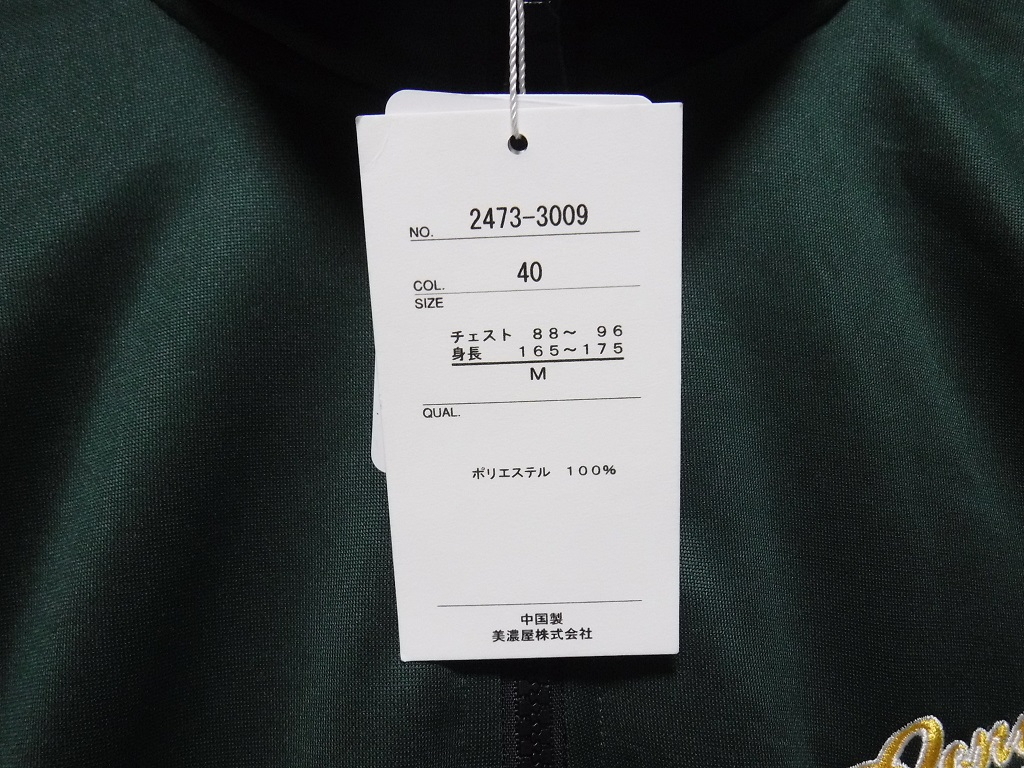 NO. 2473-3009
COL. 40
SIZE
チェスト 88～ 96
身長 165～175
M
QUAL.
ポリエステル 100%
中国製
美濃屋株式会社